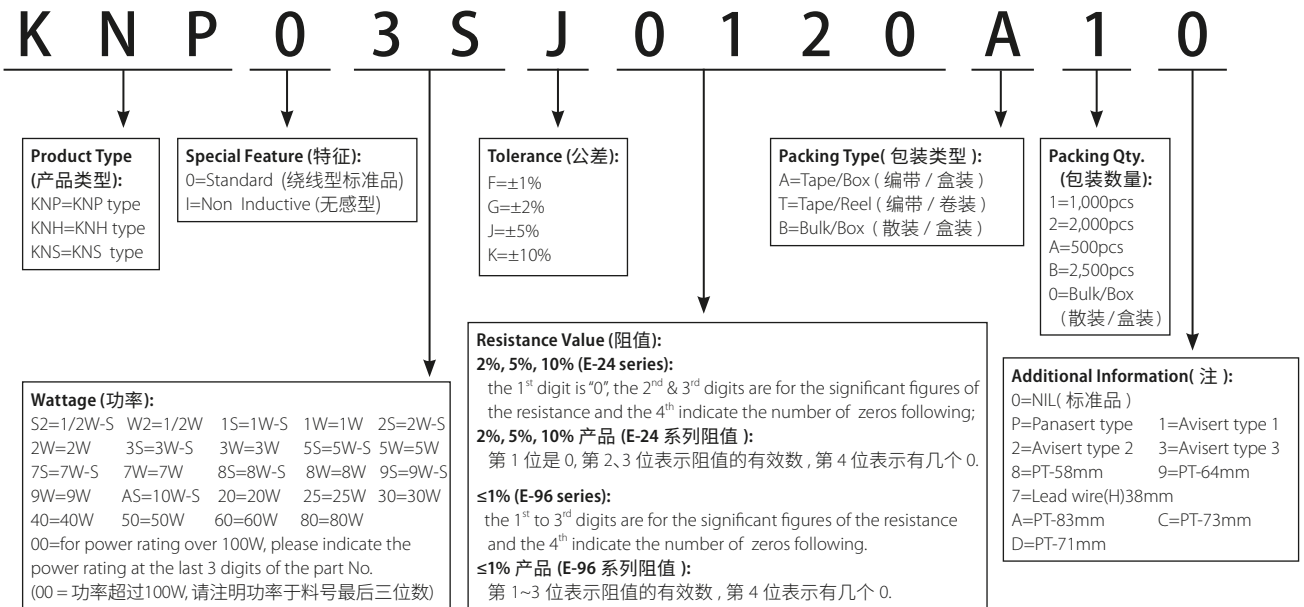 K N P 0 3 S J 0 1 2 0 A 1 0
Product Type
(产品类型):
KNP=KNP type
KNH=KNH type
KNS=KNS type
Special Feature (特征):
0=Standard (绕线型标准品)
I=Non Inductive (无感型)
Tolerance (公差):
F=±1%
G=±2%
J=±5%
K=±10%
Packing Type( 包装类型 ):
A=Tape/Box ( 编带 / 盒装 )
T=Tape/Reel ( 编带 / 卷装 )
B=Bulk/Box ( 散装 / 盒装 )
Packing Qty.
(包装数量):
1=1,000pcs
2=2,000pcs
A=500pcs
B=2,500pcs
0=Bulk/Box
(散装/盒装)
Wattage (功率):
S2=1/2W-S W2=1/2W 1S=1W-S 1W=1W 2S=2W-S
2W=2W 3S=3W-S 3W=3W 5S=5W-S 5W=5W
7S=7W-S 7W=7W 8S=8W-S 8W=8W 9S=9W-S
9W=9W AS=10W-S 20=20W 25=25W 30=30W
40=40W 50=50W 60=60W 80=80W
00=for power rating over 100W, please indicate the
power rating at the last 3 digits of the part No.
(00 = 功率超过100W, 请注明功率于料号最后三位数)
Resistance Value (阻值):
2%, 5%, 10% (E-24 series):
the 1st digit is "0", the 2nd & 3rd digits are for the significant figures of
the resistance and the 4th indicate the number of zeros following;
2%, 5%, 10% 产品 (E-24 系列阻值 ):
第 1 位是 0, 第 2、3 位表示阻值的有效数 , 第 4 位表示有几个 0.
≤1% (E-96 series):
the 1st to 3rd digits are for the significant figures of the resistance
and the 4th indicate the number of zeros following.
≤1% 产品 (E-96 系列阻值 ):
第 1~3 位表示阻值的有效数 , 第 4 位表示有几个 0.
Additional Information( 注 ):
0=NIL( 标准品 )
P=Panasert type 1=Avisert type 1
2=Avisert type 2 3=Avisert type 3
8=PT-58mm 9=PT-64mm
7=Lead wire(H)38mm
A=PT-83mm C=PT-73mm
D=PT-71mm